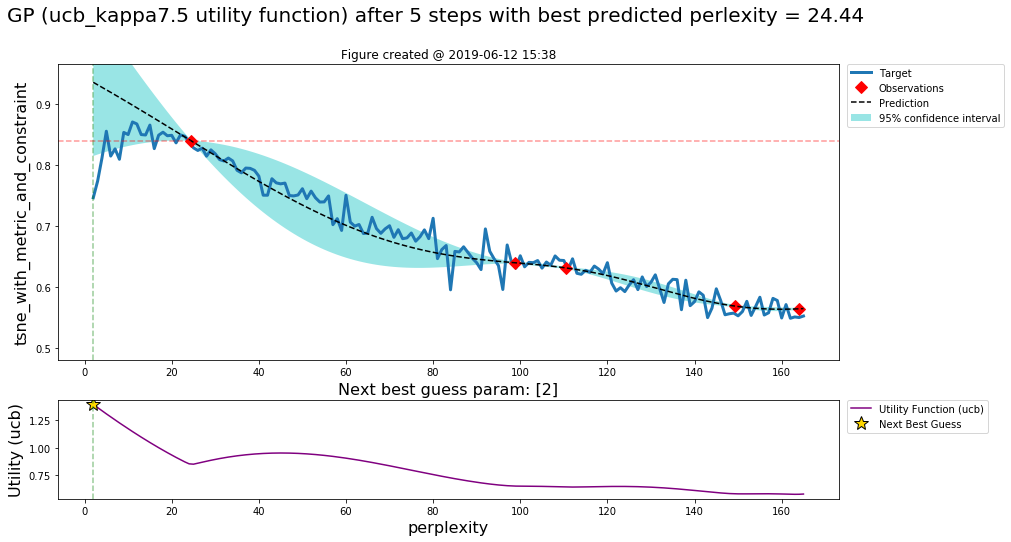 GP (ucb_kappa7.5 utility function) after 5 steps with best predicted perlexity = 24.44
Figure created @ 2019-06-12 15:38
tsne_with_metric_and_constraint
0.9
0.8
0.7
0.6
0.5
0 20 40 60 80 100 120 140 160
Target
Observations
Prediction
95% confidence interval
Next best guess param: [2]
Utility (ucb)
1.25
1.00
0.75
0 20 40 60 80 100 120 140 160
perplexity
Utility Function (ucb)
Next Best Guess